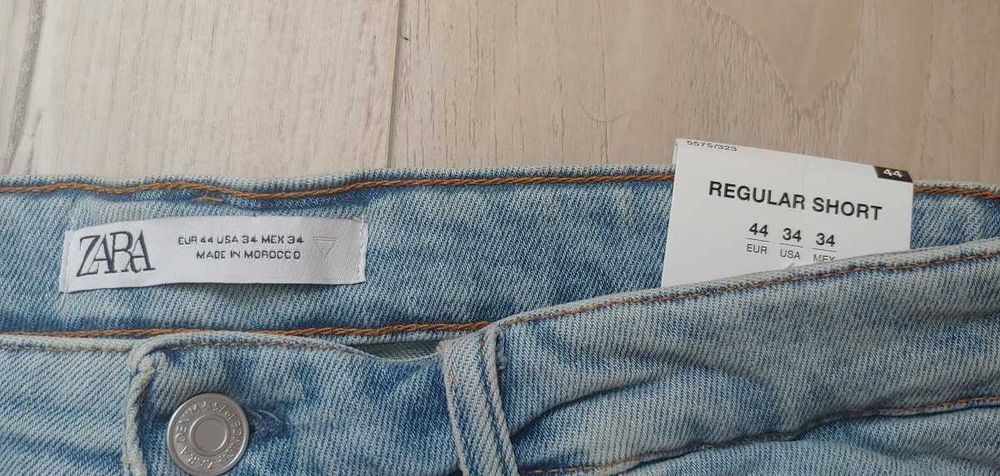 ZARA
EUR 44 USA 34 MEX 34
MADE IN MOROCCO
5575/323
44
REGULAR SHORT
44 34 34
EUR USA MEX